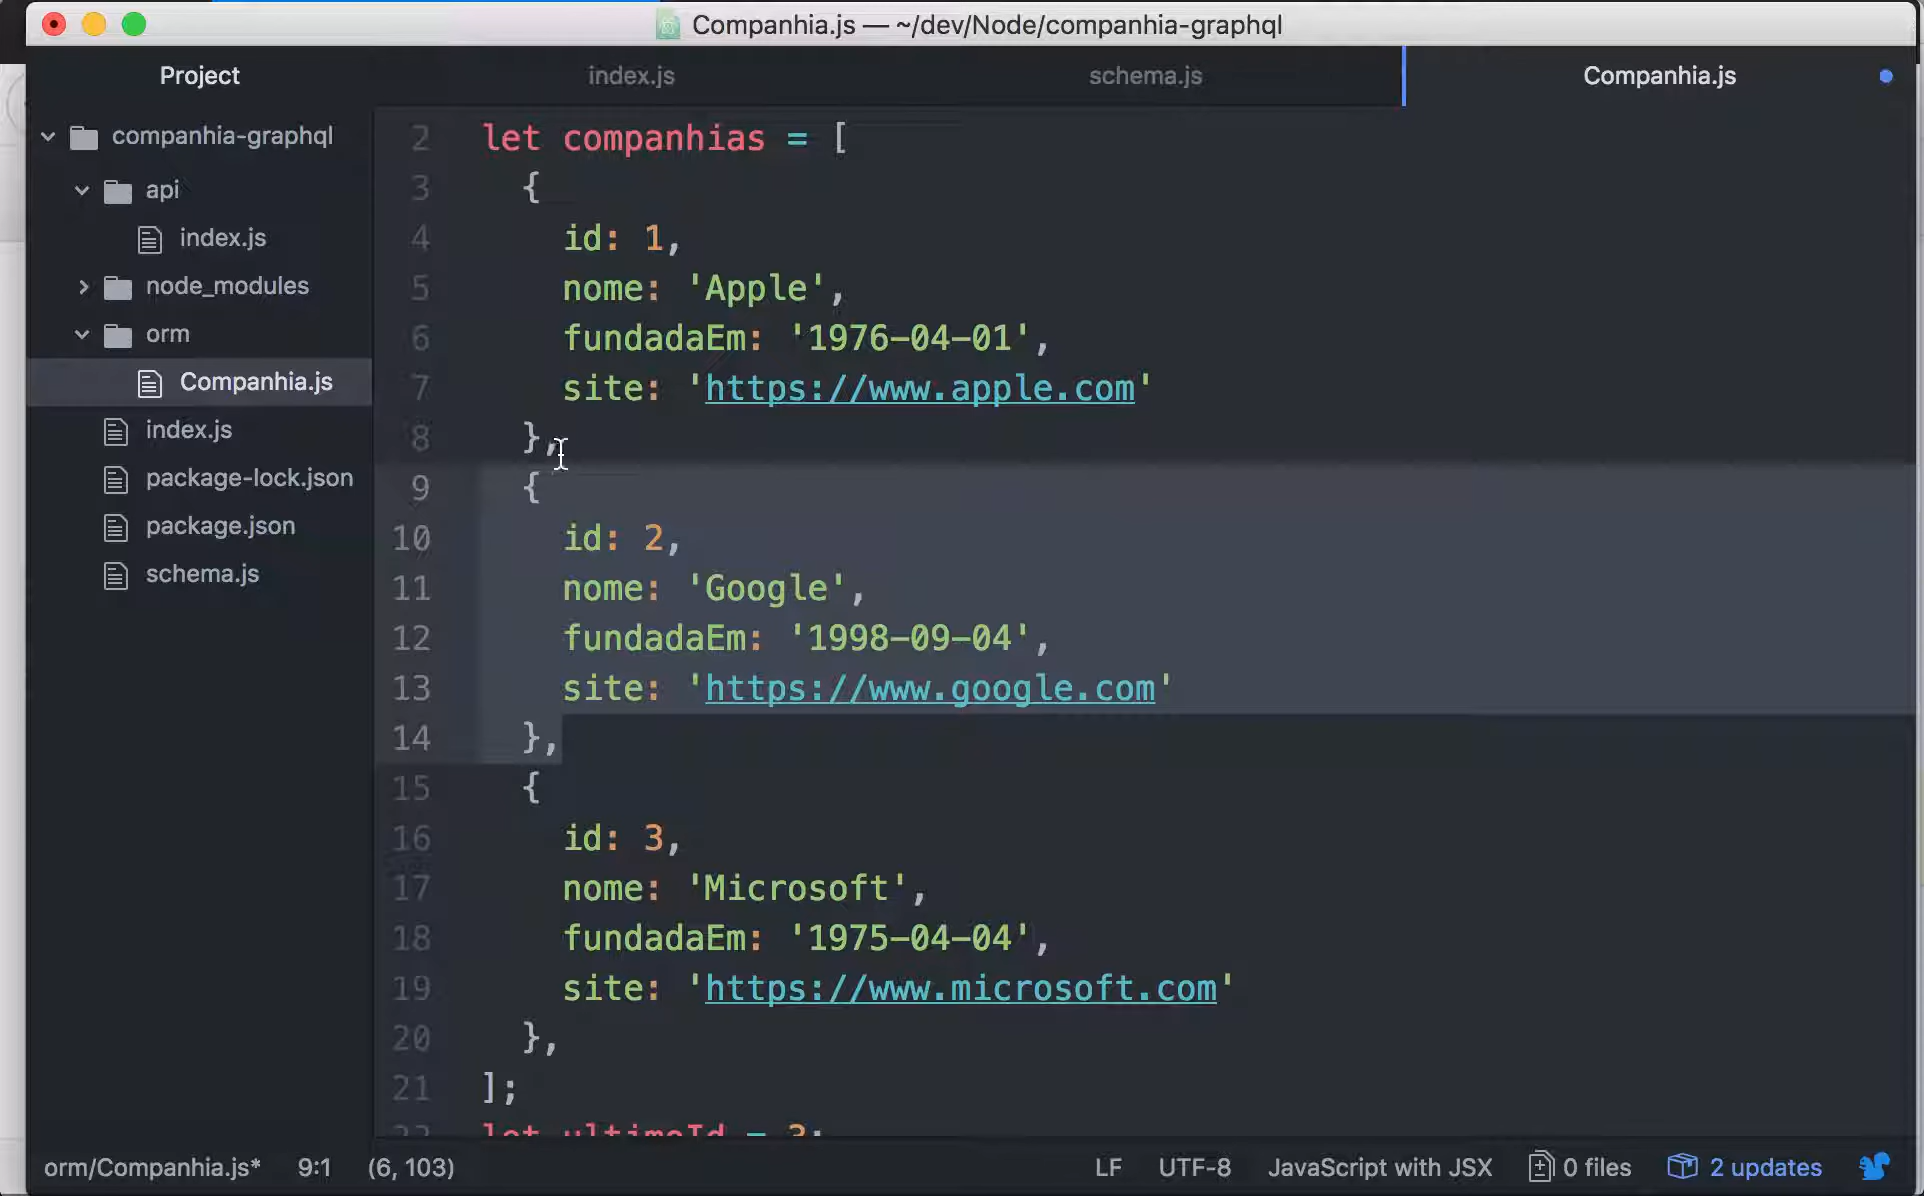 Companhia.js — ~/dev/Node/companhia-graphql
Project
index.js
schema.js
Companhia.js
companhia-graphql
api
index.js
node_modules
orm
Companhia.js
index.js
package-lock.json
package.json
schema.js
2 let companhias = [
3 {
4 id: 1,
5 nome: 'Apple',
6 fundadaEm: '1976-04-01',
7 site: 'https://www.apple.com'
8 },
9 {
10 id: 2,
11 nome: 'Google',
12 fundadaEm: '1998-09-04',
13 site: 'https://www.google.com'
14 },
15 {
16 id: 3,
17 nome: 'Microsoft',
18 fundadaEm: '1975-04-04',
19 site: 'https://www.microsoft.com'
20 },
21 ];
22 let ultimoId = 3;
orm/Companhia.js* 9:1 (6, 103) LF UTF-8 JavaScript with JSX 0 files 2 updates